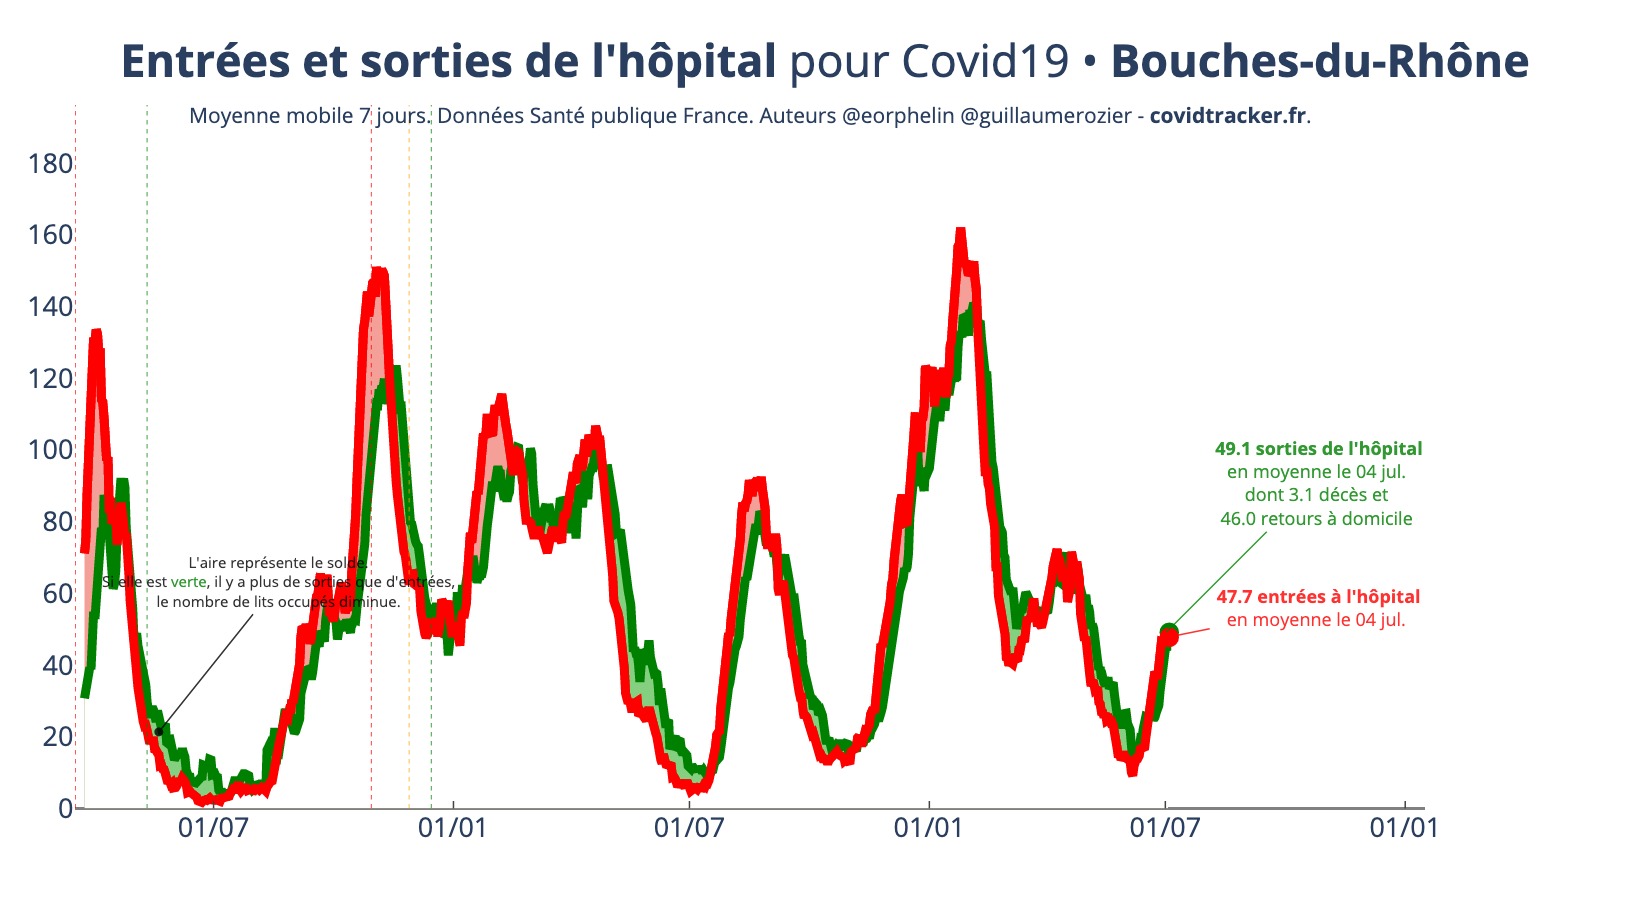 Entrées et sorties de l'hôpital pour Covid19 • Bouches-du-Rhône
Moyenne mobile 7 jours. Données Santé publique France. Auteurs @eorphelin @guillaumerozier - covidtracker.fr.
180
160
140
120
100
80
60
40
20
0
L'aire représente le solde.
Si elle est verte, il y a plus de sorties que d'entrées,
le nombre de lits occupés diminue.
49.1 sorties de l'hôpital
en moyenne le 04 jul.
dont 3.1 décès et
46.0 retours à domicile
47.7 entrées à l'hôpital
en moyenne le 04 jul.
01/07
01/01
01/07
01/01
01/07
01/01